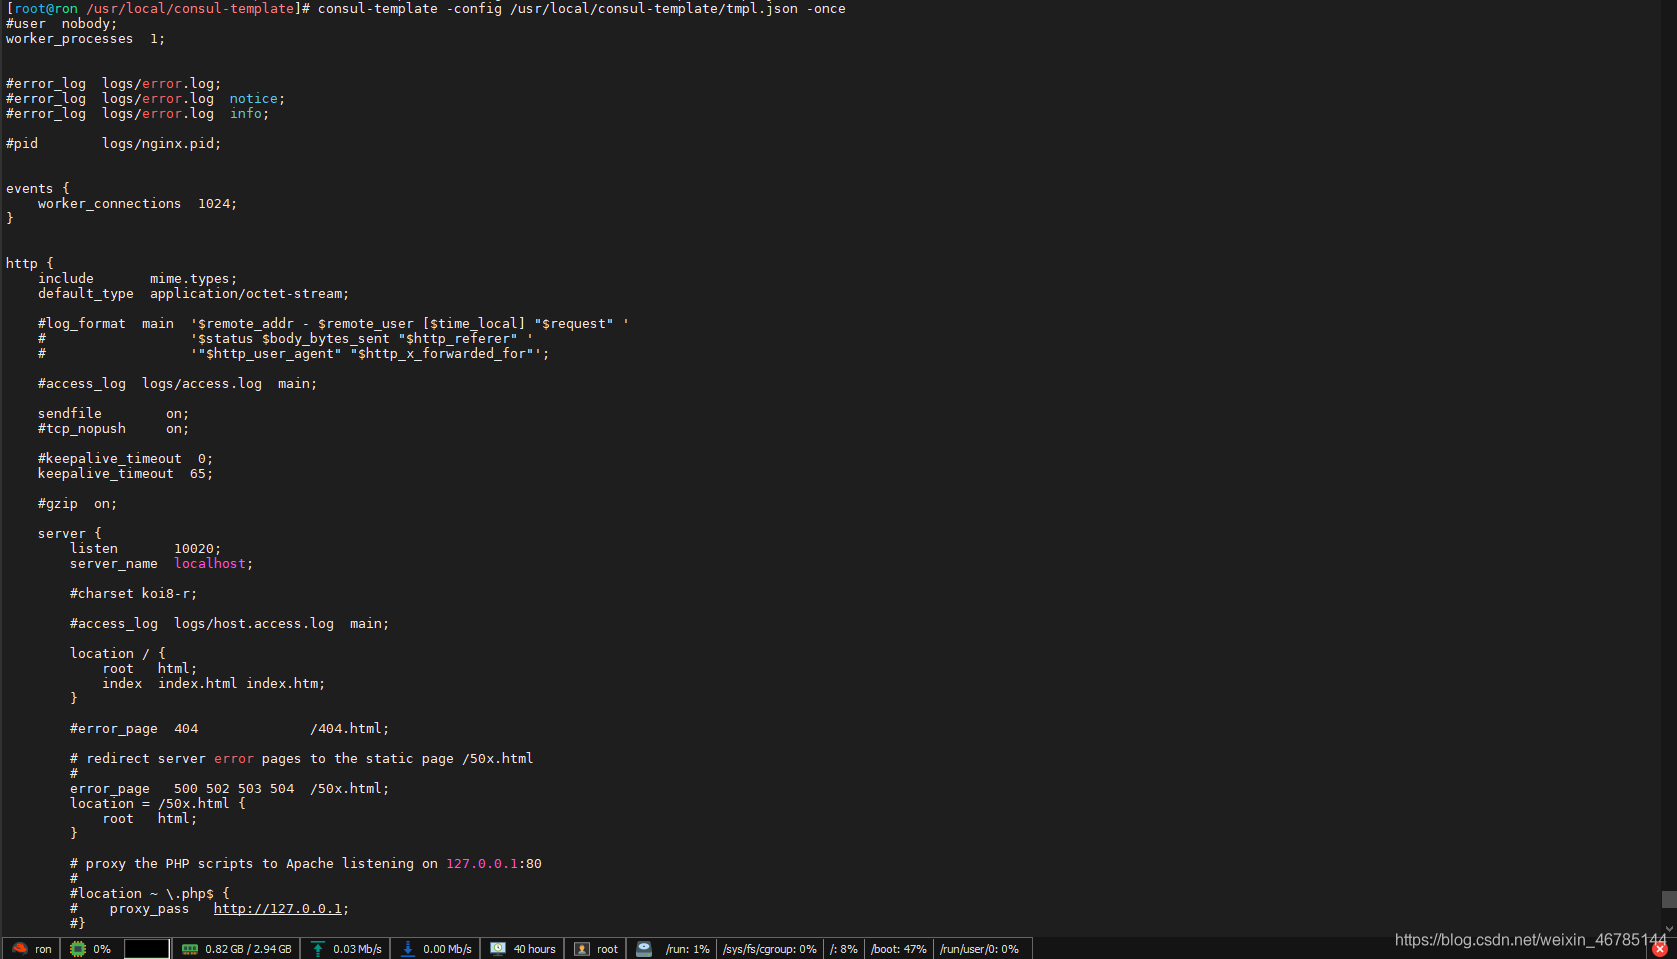 [root@ron /usr/local/consul-template]# consul-template -config /usr/local/consul-template/tmpl.json -once
#user  nobody;
worker_processes  1;
#error_log  logs/error.log;
#error_log  logs/error.log  notice;
#error_log  logs/error.log  info;
#pid        logs/nginx.pid;
events {
    worker_connections  1024;
}
http {
    include       mime.types;
    default_type  application/octet-stream;
    #log_format  main  '$remote_addr - $remote_user [$time_local] "$request" '
    #                  '$status $body_bytes_sent "$http_referer" '
    #                  '"$http_user_agent" "$http_x_forwarded_for"';
    #access_log  logs/access.log  main;
    sendfile        on;
    #tcp_nopush     on;
    #keepalive_timeout  0;
    keepalive_timeout  65;
    #gzip  on;
    server {
        listen       10020;
        server_name  localhost;
        #charset koi8-r;
        #access_log  logs/host.access.log  main;
        location / {
            root   html;
            index  index.html index.htm;
        }
        #error_page  404              /404.html;
        # redirect server error pages to the static page /50x.html
        #
        error_page   500 502 503 504  /50x.html;
        location = /50x.html {
            root   html;
        }
        # proxy the PHP scripts to Apache listening on 127.0.0.1:80
        #
        #location ~ \.php$ {
        #    proxy_pass   http://127.0.0.1;
        #}
ron 0% 0.82 GB / 2.94 GB 0.03 Mb/s 0.00 Mb/s 40 hours root /run: 1% /sys/fs/cgroup: 0% /: 8% /boot: 47% /run/user/0: 0%
https://blog.csdn.net/weixin_46785144